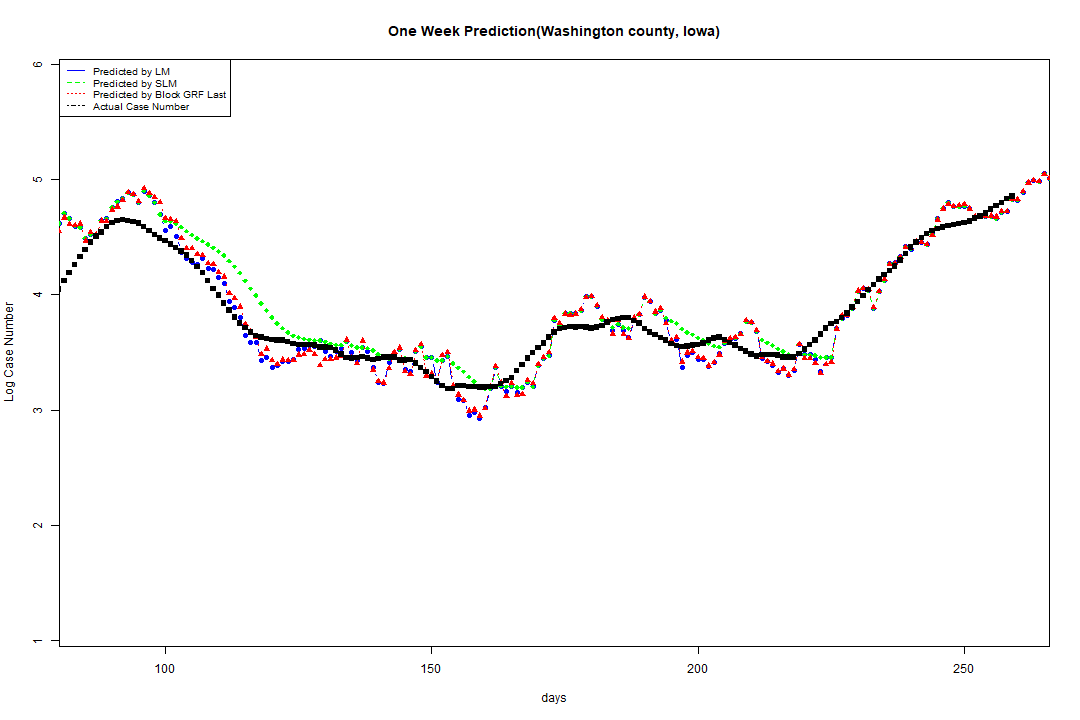 One Week Prediction(Washington county, Iowa)
Predicted by LM
Predicted by SLM
Predicted by Block GRF Last
Actual Case Number
6
5
4
3
2
1
Log Case Number
100
150
200
250
days